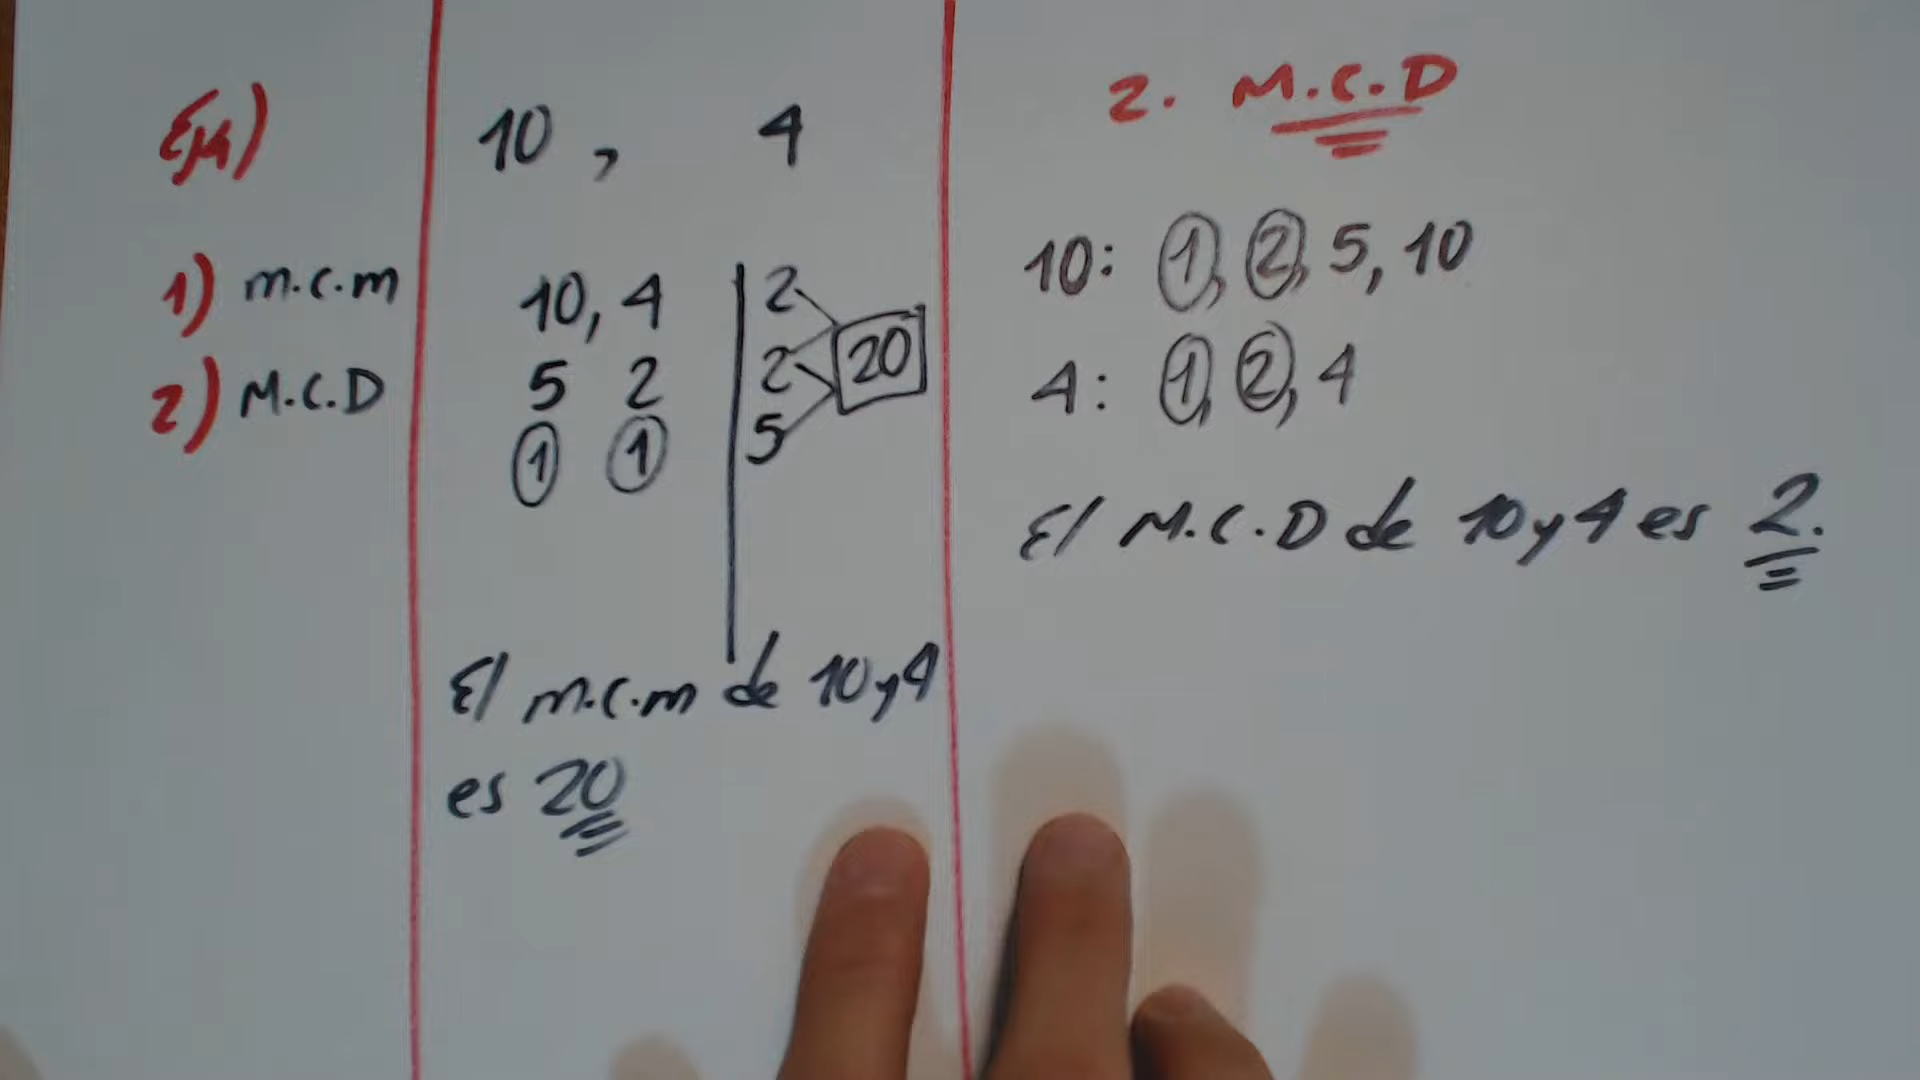 Ej4)
1) m.c.m
2) M.C.D
10, 4
10, 4 | 2
5 2 | 2
1 1 | 5
20
El m.c.m de 10 y 4
es 20
2. M.C.D
10: 1, 2, 5, 10
4: 1, 2, 4
El M.C.D de 10 y 4 es 2.